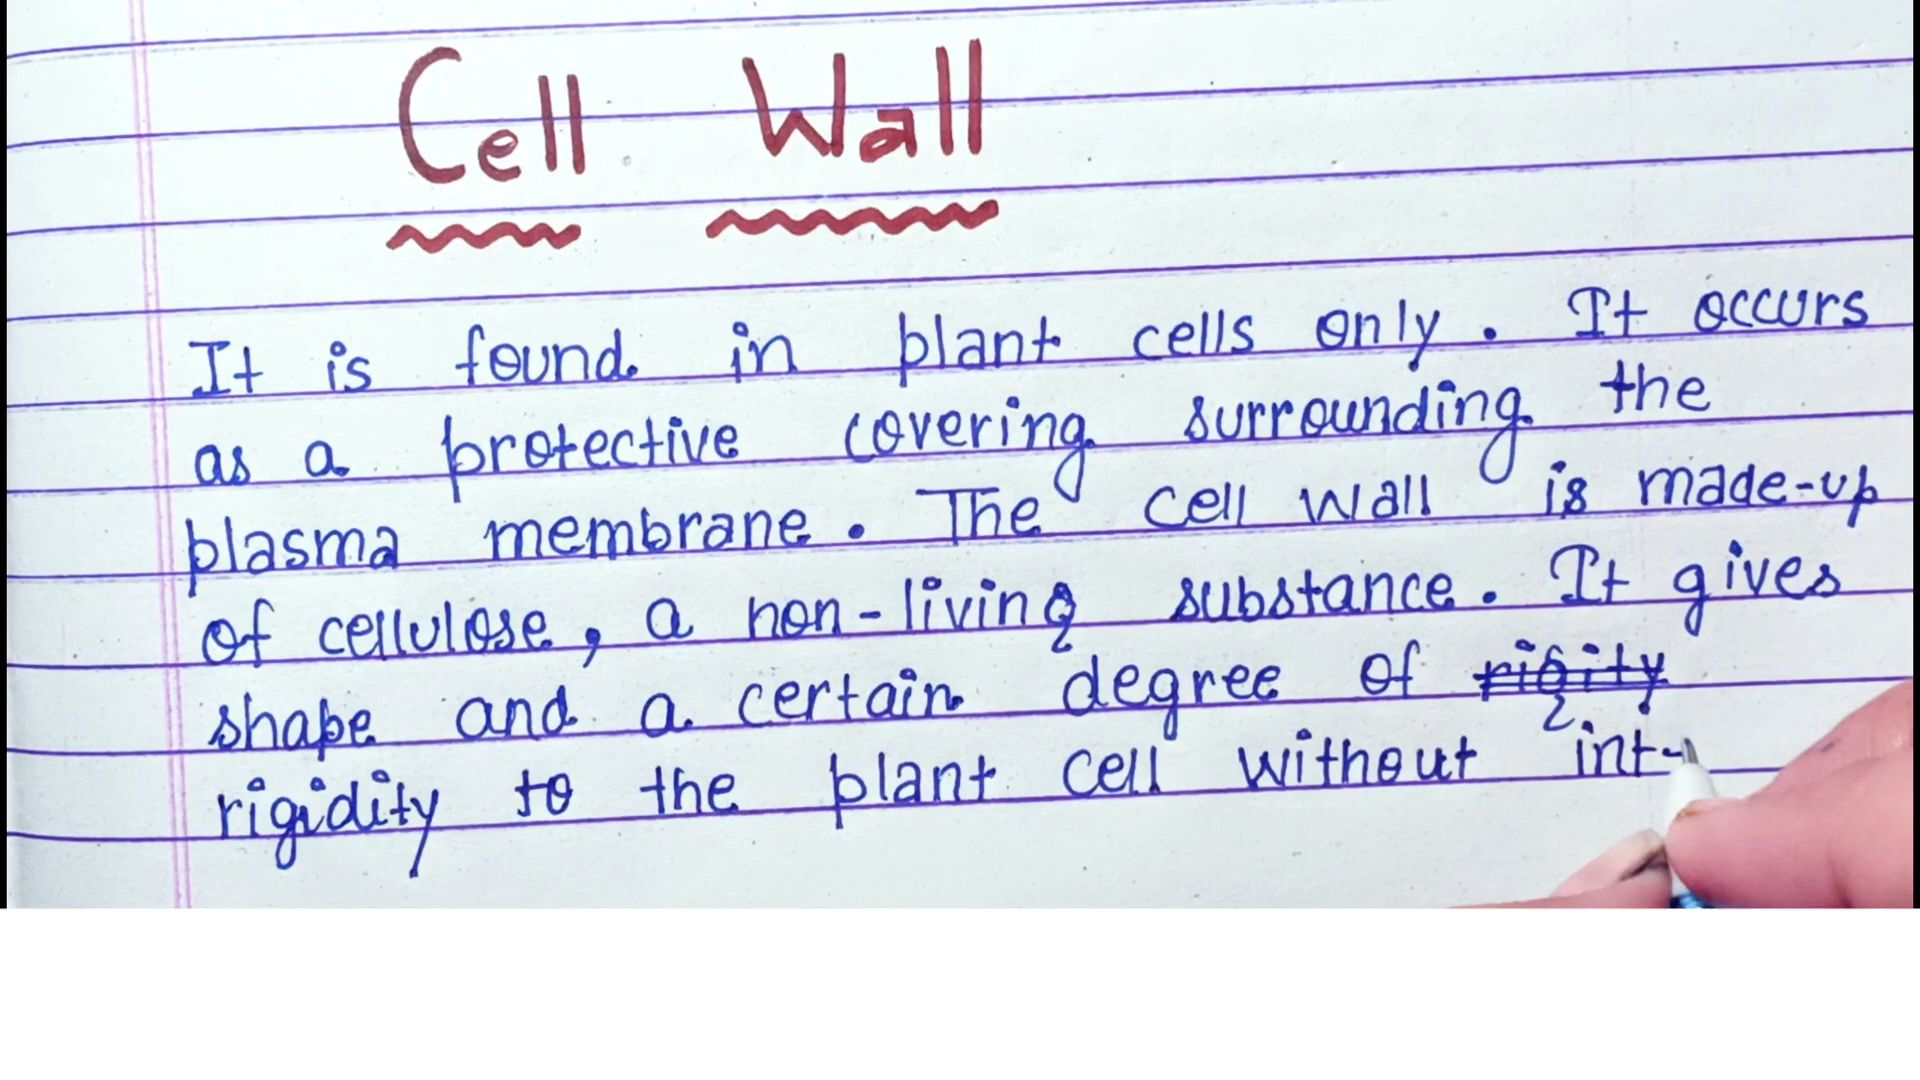 Cell Wall
It is found in plant cells only. It occurs
as a protective covering surrounding the
plasma membrane. The cell wall is made-up
of cellulose, a non-living substance. It gives
shape and a certain degree of rigity
rigidity to the plant cell without int